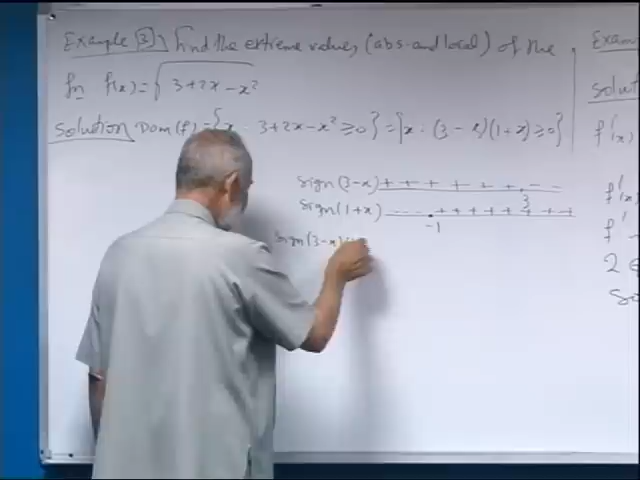 Example 3: Find the extreme values (abs. and local) of the
fn f(x) = √3+2x-x²
Solution Dom(f) = {x : 3+2x-x² ≥ 0} = {x : (3-x)(1+x) ≥ 0}
sign(3-x) + + + + + - -
3
sign(1+x) - - - + + + + + + + +
-1
sign(3-x)
Exam
Solut
f'(x)
f'(x)
f'
2 ∈
So